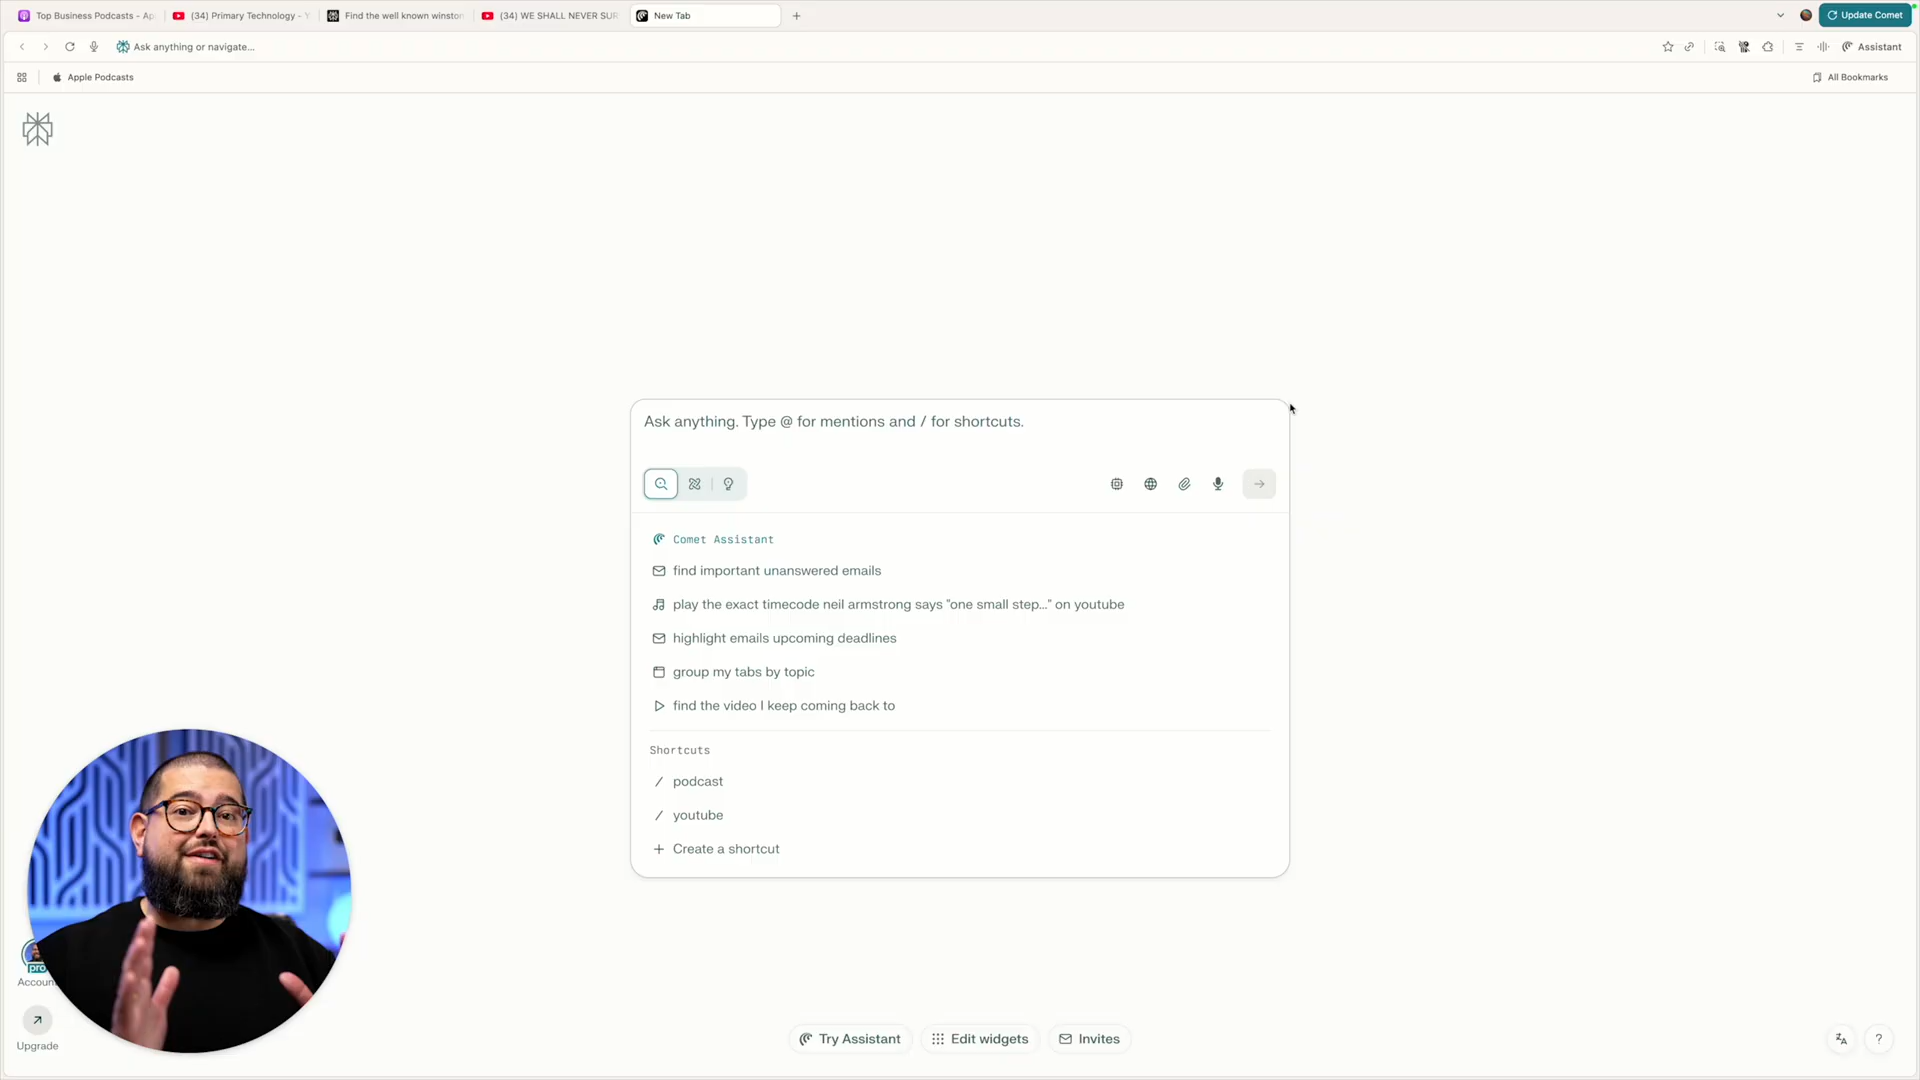 Top Business Podcasts - Ap
(34) Primary Technology - Y
Find the well known winston
(34) WE SHALL NEVER SUR
New Tab
Update Comet
Ask anything or navigate...
Assistant
Apple Podcasts
All Bookmarks
Ask anything. Type @ for mentions and / for shortcuts.
Comet Assistant
find important unanswered emails
play the exact timecode neil armstrong says "one small step..." on youtube
highlight emails upcoming deadlines
group my tabs by topic
find the video I keep coming back to
Shortcuts
/ podcast
/ youtube
+ Create a shortcut
pro
Accoun
Upgrade
Try Assistant
Edit widgets
Invites
?